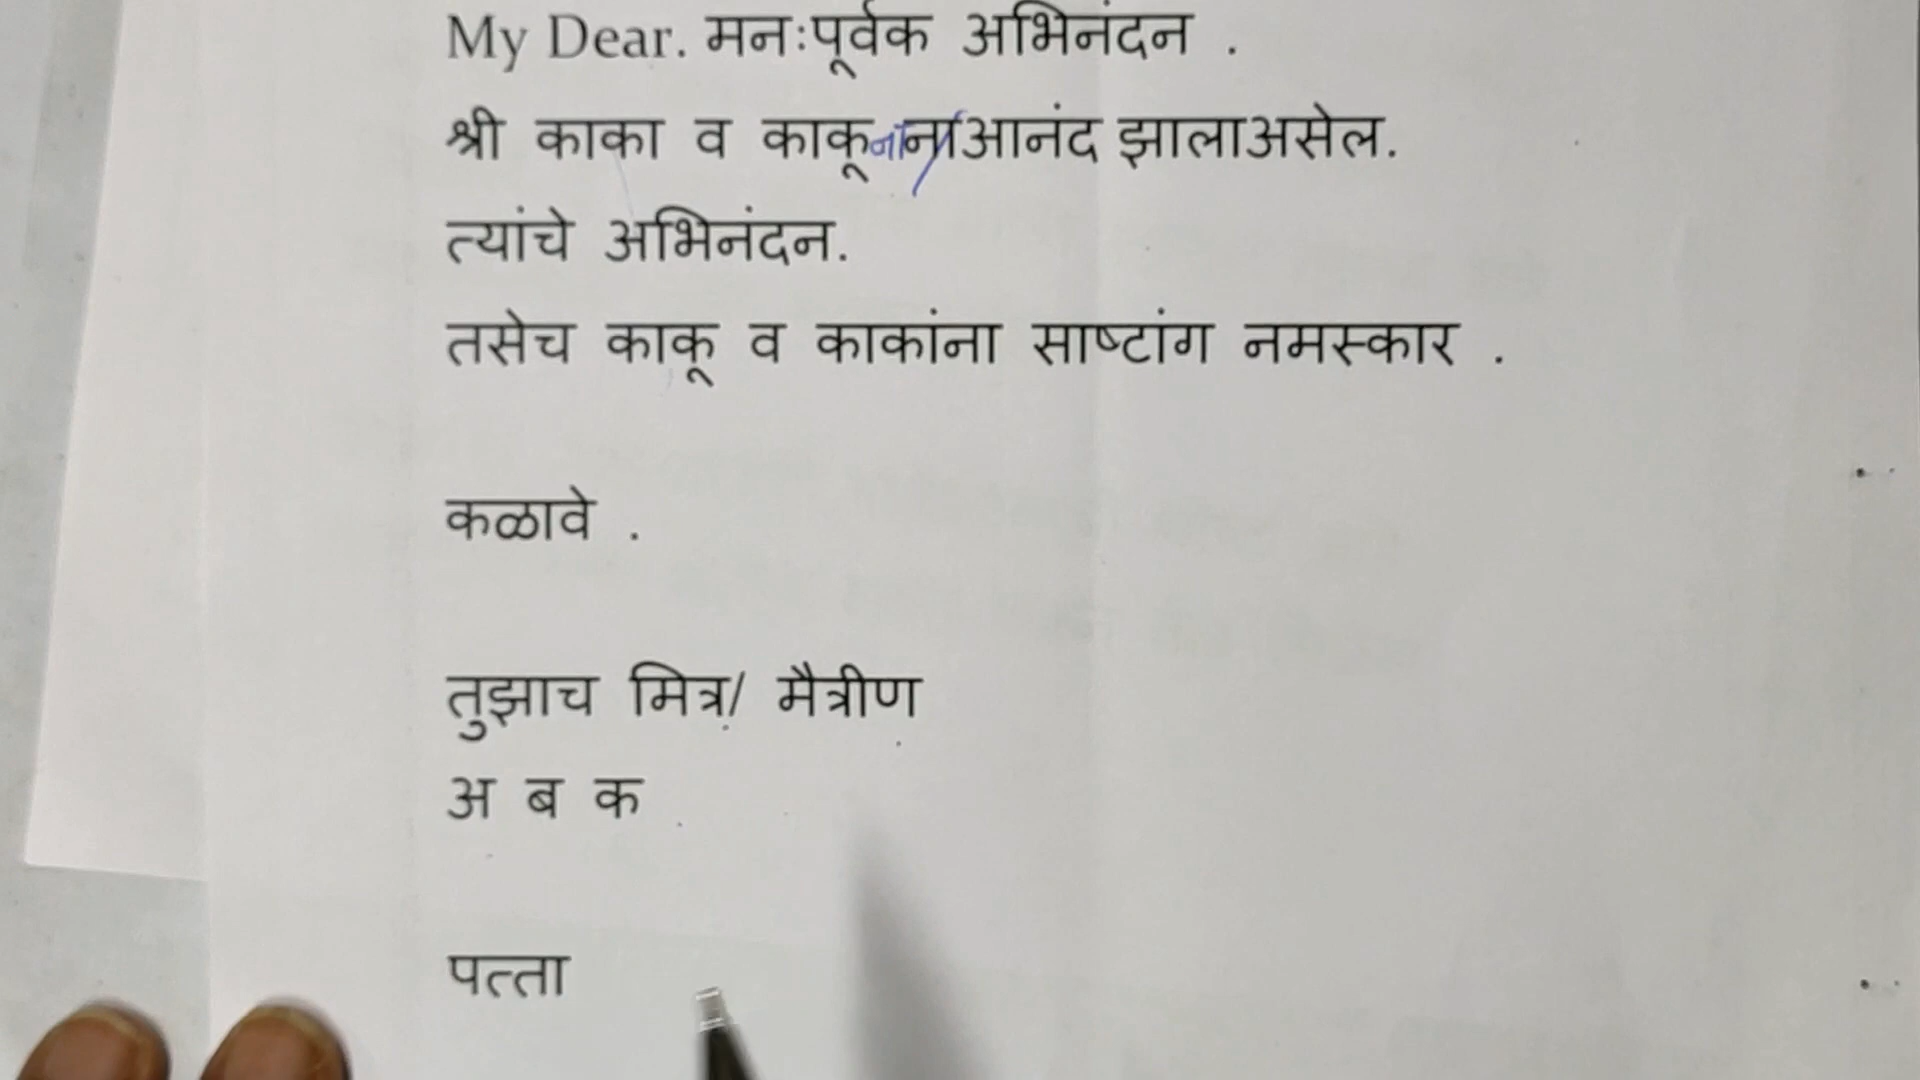 My Dear. मनःपूर्वक अभिनंदन .
श्री काका व काकूनांना आनंद झालाअसेल.
त्यांचे अभिनंदन.
तसेच काकू व काकांना साष्टांग नमस्कार .
कळावे .
तुझाच मित्र/ मैत्रीण
अ ब क
पत्ता